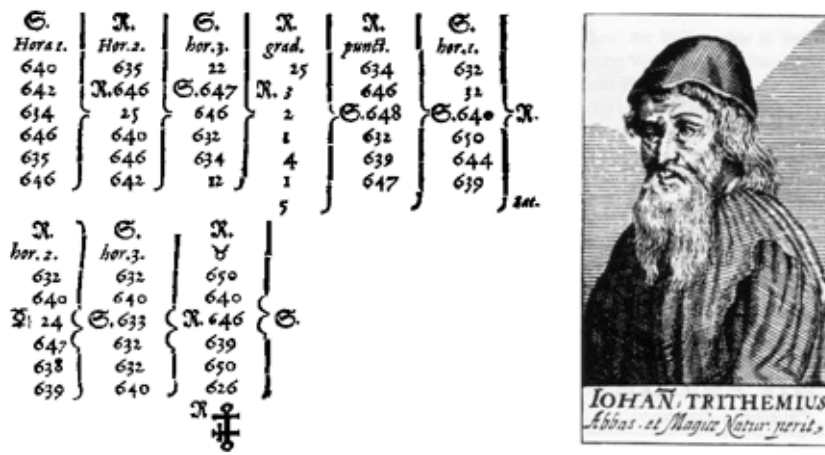 S. R. S. R. R. S.
Hora 1. Hor. 2. hor. 3. grad. punct. hor. 1.
640 635 22 25 634 632
642 R. 646 S. 647 R. 3 646 32
634 25 646 2 S. 648 S. 640 R.
646 640 632 1 632 650
635 646 634 4 639 644
646 642 12 1 647 639
5 Sat.
R. S. R.
hor. 2. hor. 3. ♉
632 632 650
640 640 640
☿ 24 S. 633 R. 646 S.
647 632 639
638 632 650
639 640 626
R
IOHAÑ. TRITHEMIUS
Abbas. et Magiæ Natur. perit,